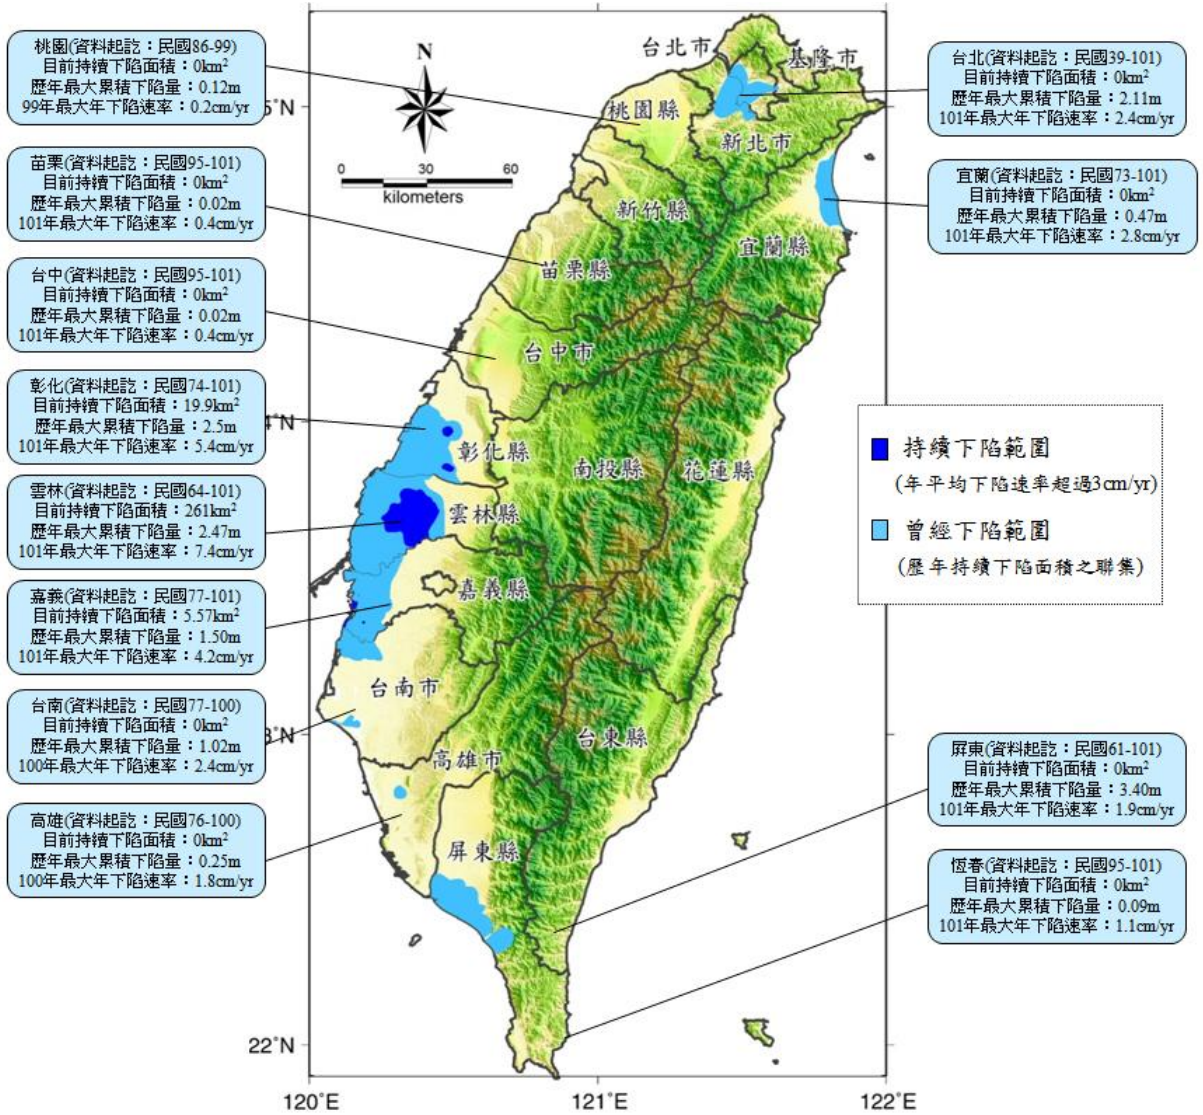 桃園(資料起訖：民國86-99)
目前持續下陷面積：0km²
歷年最大累積下陷量：0.12m
99年最大年下陷速率：0.2cm/yr
苗栗(資料起訖：民國95-101)
目前持續下陷面積：0km²
歷年最大累積下陷量：0.02m
101年最大年下陷速率：0.4cm/yr
台中(資料起訖：民國95-101)
目前持續下陷面積：0km²
歷年最大累積下陷量：0.02m
101年最大年下陷速率：0.4cm/yr
彰化(資料起訖：民國74-101)
目前持續下陷面積：19.9km²
歷年最大累積下陷量：2.5m
101年最大年下陷速率：5.4cm/yr
雲林(資料起訖：民國64-101)
目前持續下陷面積：261km²
歷年最大累積下陷量：2.47m
101年最大年下陷速率：7.4cm/yr
嘉義(資料起訖：民國77-101)
目前持續下陷面積：5.57km²
歷年最大累積下陷量：1.50m
101年最大年下陷速率：4.2cm/yr
台南(資料起訖：民國77-100)
目前持續下陷面積：0km²
歷年最大累積下陷量：1.02m
100年最大年下陷速率：2.4cm/yr
高雄(資料起訖：民國76-100)
目前持續下陷面積：0km²
歷年最大累積下陷量：0.25m
100年最大年下陷速率：1.8cm/yr
N
0 30 60
kilometers
台北市
基隆市
桃園縣
新北市
新竹縣
宜蘭縣
苗栗縣
台中市
彰化縣
南投縣
花蓮縣
雲林縣
嘉義縣
台南市
台東縣
高雄市
屏東縣
5°N
4°N
3°N
22°N
120°E
121°E
122°E
台北(資料起訖：民國39-101)
目前持續下陷面積：0km²
歷年最大累積下陷量：2.11m
101年最大年下陷速率：2.4cm/yr
宜蘭(資料起訖：民國73-101)
目前持續下陷面積：0km²
歷年最大累積下陷量：0.47m
101年最大年下陷速率：2.8cm/yr
持續下陷範圍
(年平均下陷速率超過3cm/yr)
曾經下陷範圍
(歷年持續下陷面積之聯集)
屏東(資料起訖：民國61-101)
目前持續下陷面積：0km²
歷年最大累積下陷量：3.40m
101年最大年下陷速率：1.9cm/yr
恆春(資料起訖：民國95-101)
目前持續下陷面積：0km²
歷年最大累積下陷量：0.09m
101年最大年下陷速率：1.1cm/yr